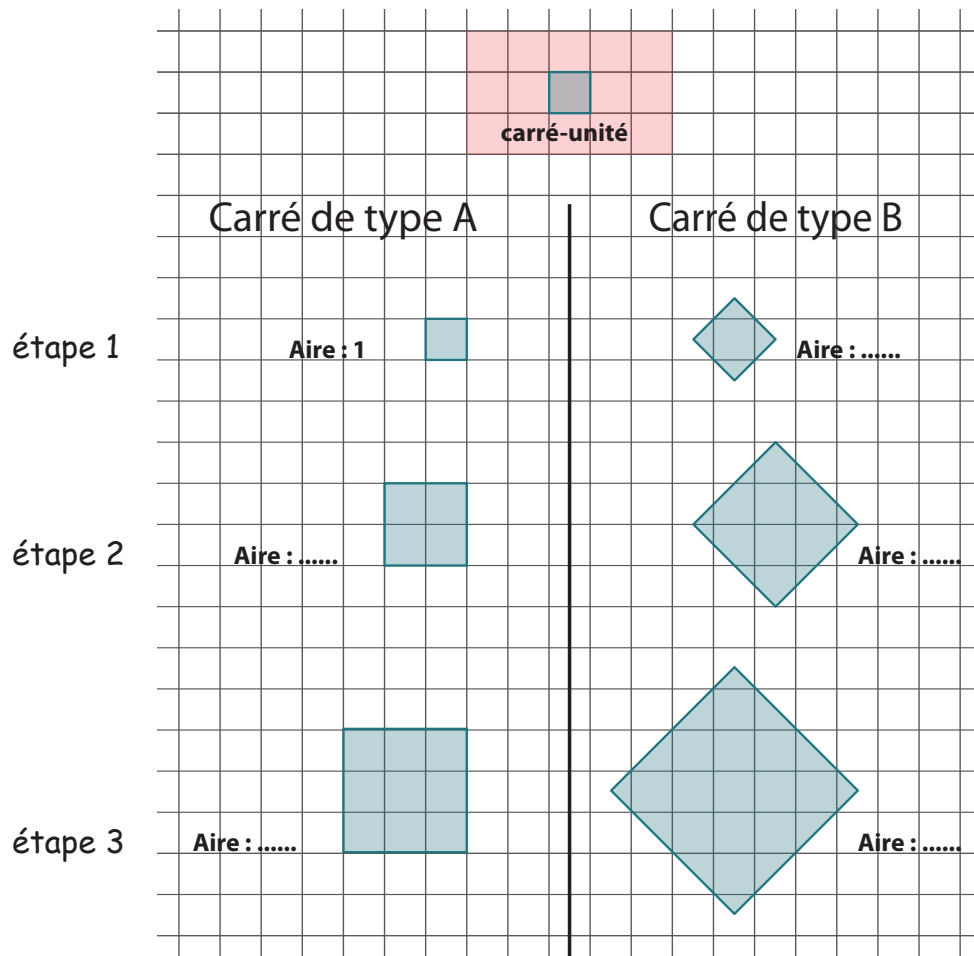 carré-unité
Carré de type A
Carré de type B
étape 1
Aire : 1
Aire : ......
étape 2
Aire : ......
Aire : ......
étape 3
Aire : ......
Aire : ......